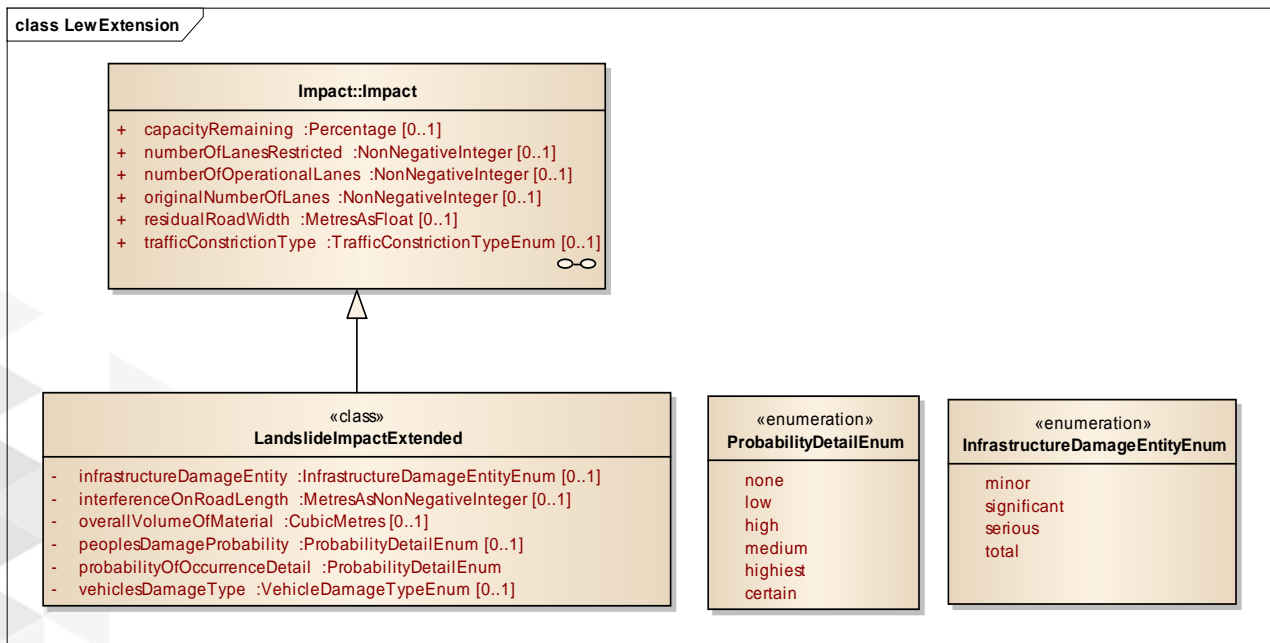 class LewExtension
Impact::Impact
+ capacityRemaining :Percentage [0..1]
+ numberOfLanesRestricted :NonNegativeInteger [0..1]
+ numberOfOperationalLanes :NonNegativeInteger [0..1]
+ originalNumberOfLanes :NonNegativeInteger [0..1]
+ residualRoadWidth :MetresAsFloat [0..1]
+ trafficConstrictionType :TrafficConstrictionTypeEnum [0..1]
«class»
LandslideImpactExtended
- infrastructureDamageEntity :InfrastructureDamageEntityEnum [0..1]
- interferenceOnRoadLength :MetresAsNonNegativeInteger [0..1]
- overallVolumeOfMaterial :CubicMetres [0..1]
- peoplesDamageProbability :ProbabilityDetailEnum [0..1]
- probabilityOfOccurrenceDetail :ProbabilityDetailEnum
- vehiclesDamageType :VehicleDamageTypeEnum [0..1]
«enumeration»
ProbabilityDetailEnum
none
low
high
medium
highiest
certain
«enumeration»
InfrastructureDamageEntityEnum
minor
significant
serious
total